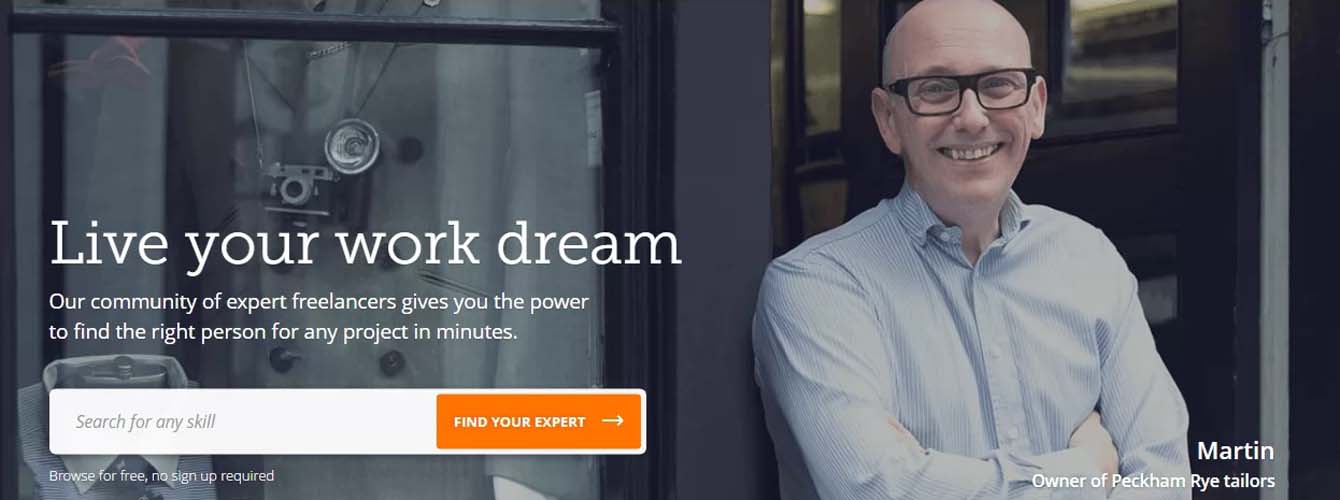 Live your work dream
Our community of expert freelancers gives you the power
to find the right person for any project in minutes.
Search for any skill
FIND YOUR EXPERT →
Browse for free, no sign up required
Martin
Owner of Peckham Rye tailors